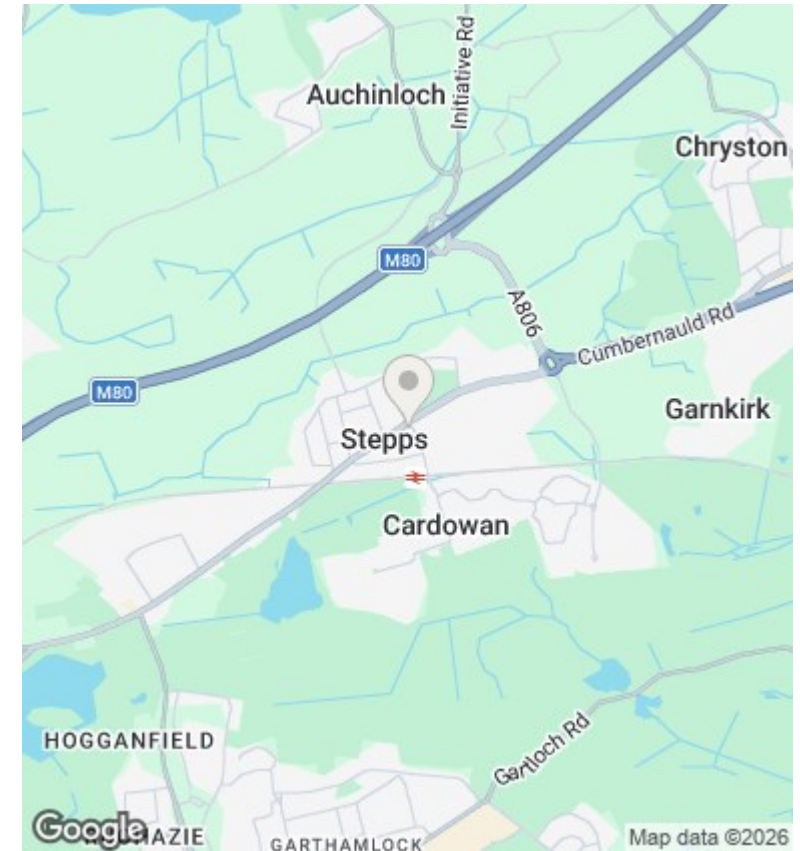 Initiative Rd
Auchinloch
Chryston
M80
A806
Cumbernauld Rd
M80
Garnkirk
Stepps
Cardowan
Gartloch Rd
HOGGANFIELD
Google
GARTHAMLOCK
Map data ©2026